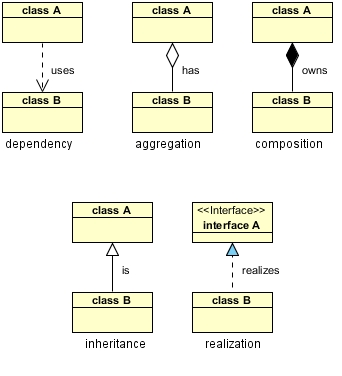 class A
uses
class B
dependency
class A
has
class B
aggregation
class A
owns
class B
composition
class A
is
class B
inheritance
<<Interface>>
interface A
realizes
class B
realization